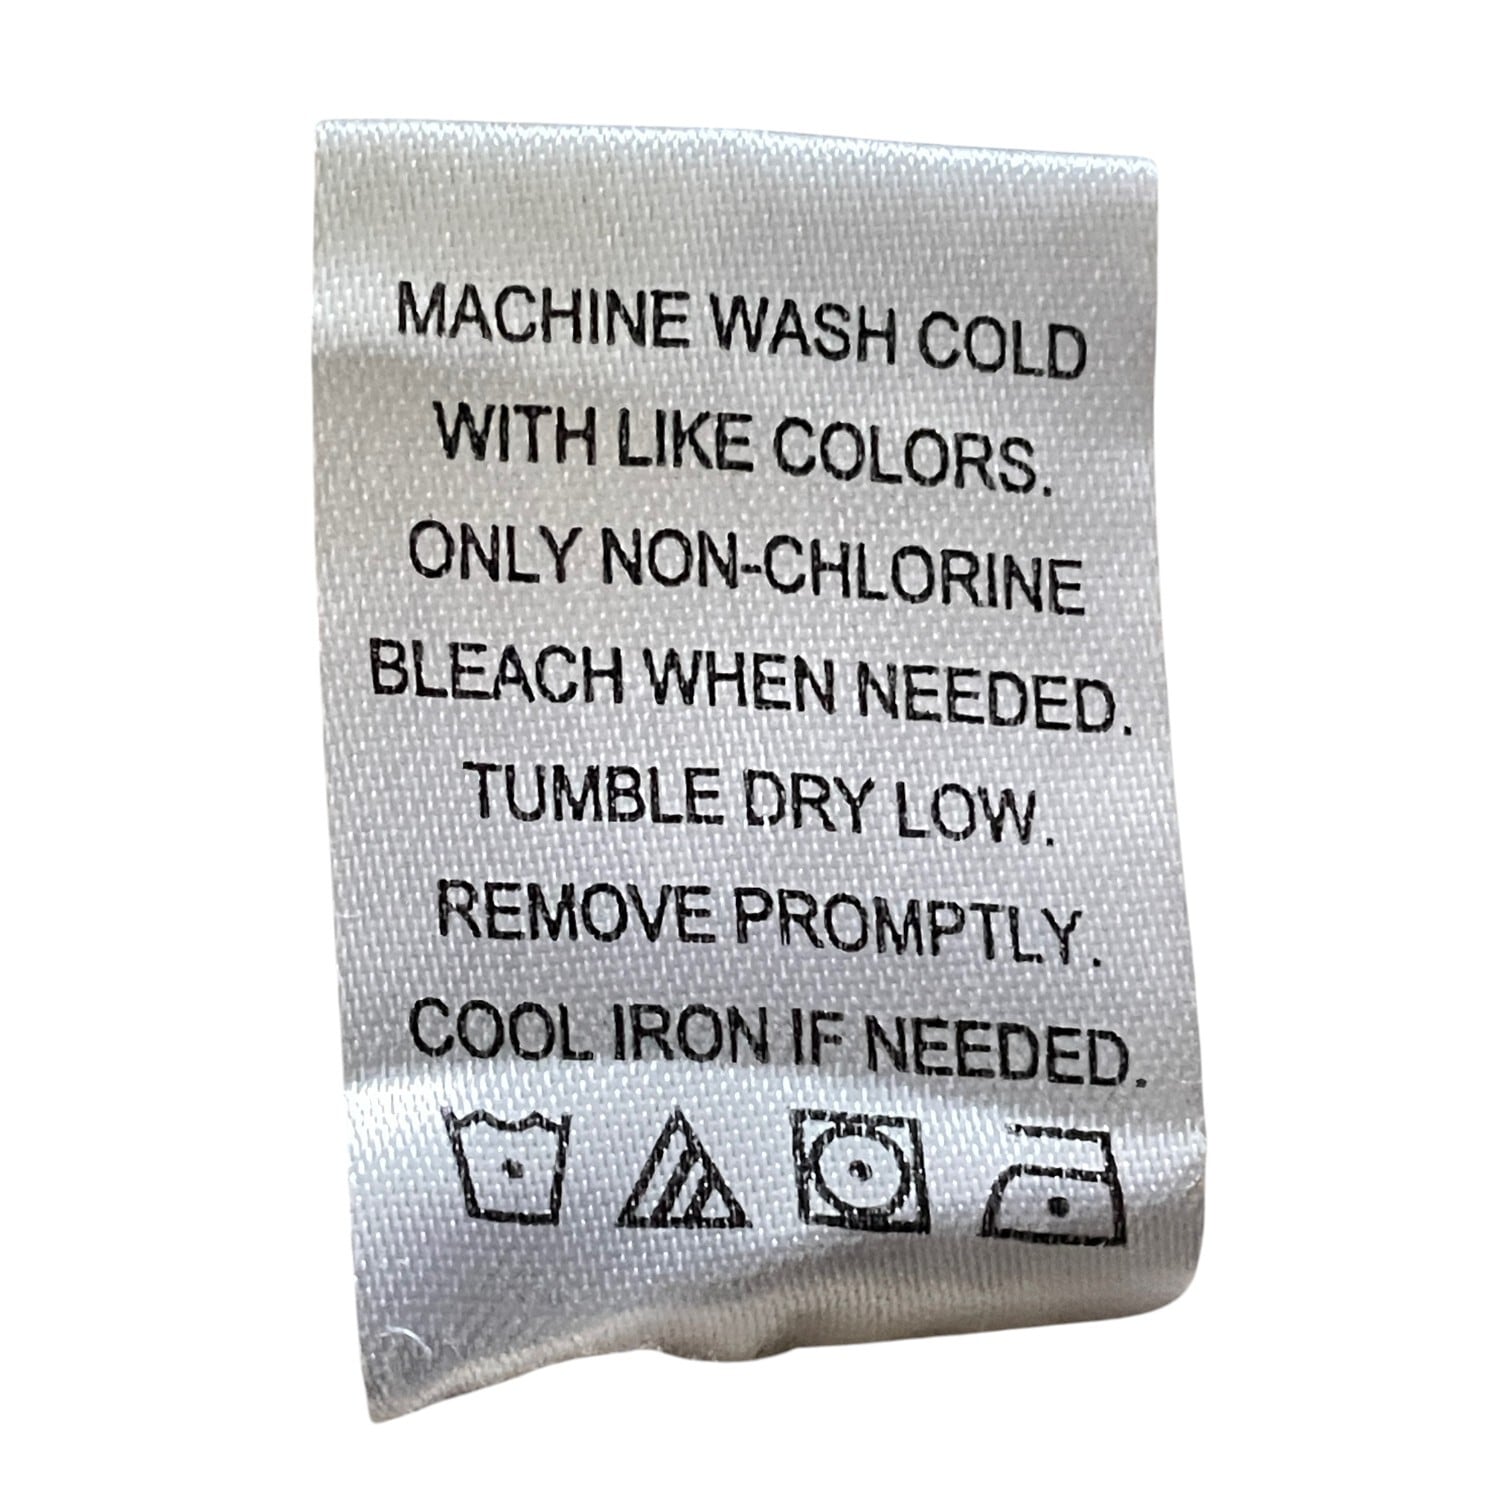 MACHINE WASH COLD
WITH LIKE COLORS.
ONLY NON-CHLORINE
BLEACH WHEN NEEDED.
TUMBLE DRY LOW.
REMOVE PROMPTLY.
COOL IRON IF NEEDED.